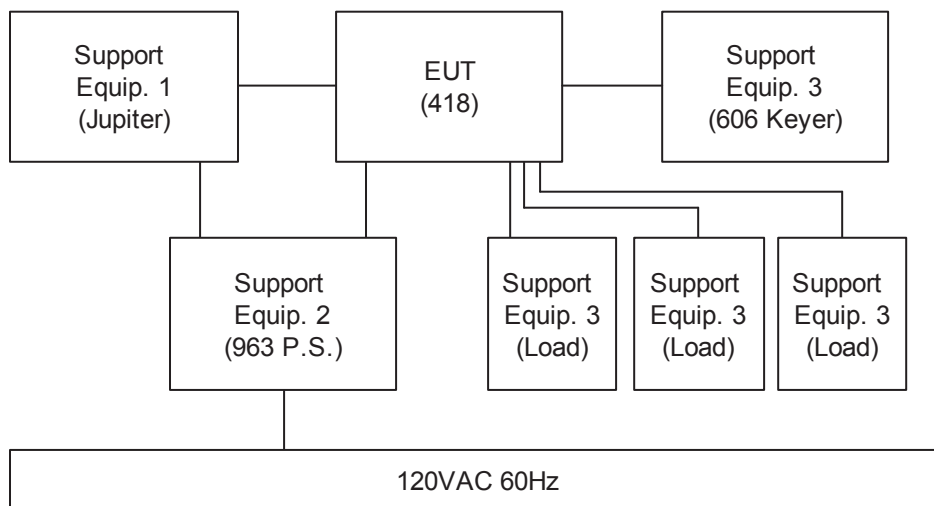 Support
Equip. 1
(Jupiter)
EUT
(418)
Support
Equip. 3
(606 Keyer)
Support
Equip. 2
(963 P.S.)
Support
Equip. 3
(Load)
Support
Equip. 3
(Load)
Support
Equip. 3
(Load)
120VAC 60Hz